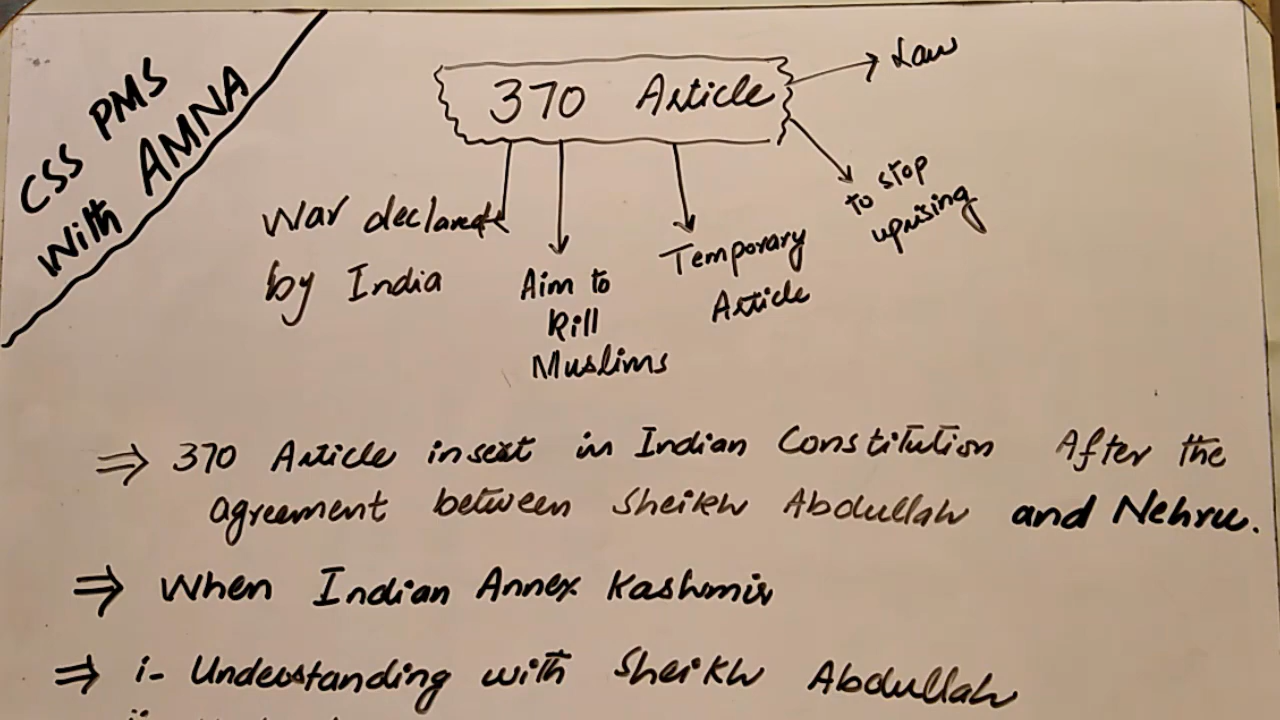 CSS PMS
With AMNA
370 Article
Law
to stop
uprising
War declared
by India
Aim to
Kill
Muslims
Temporary
Article
⇒ 370 Article insert in Indian Constitution After the
agreement between Sheikh Abdullah and Nehru.
⇒ When Indian Annex Kashmir
⇒ i- Understanding with Sheikh Abdullah